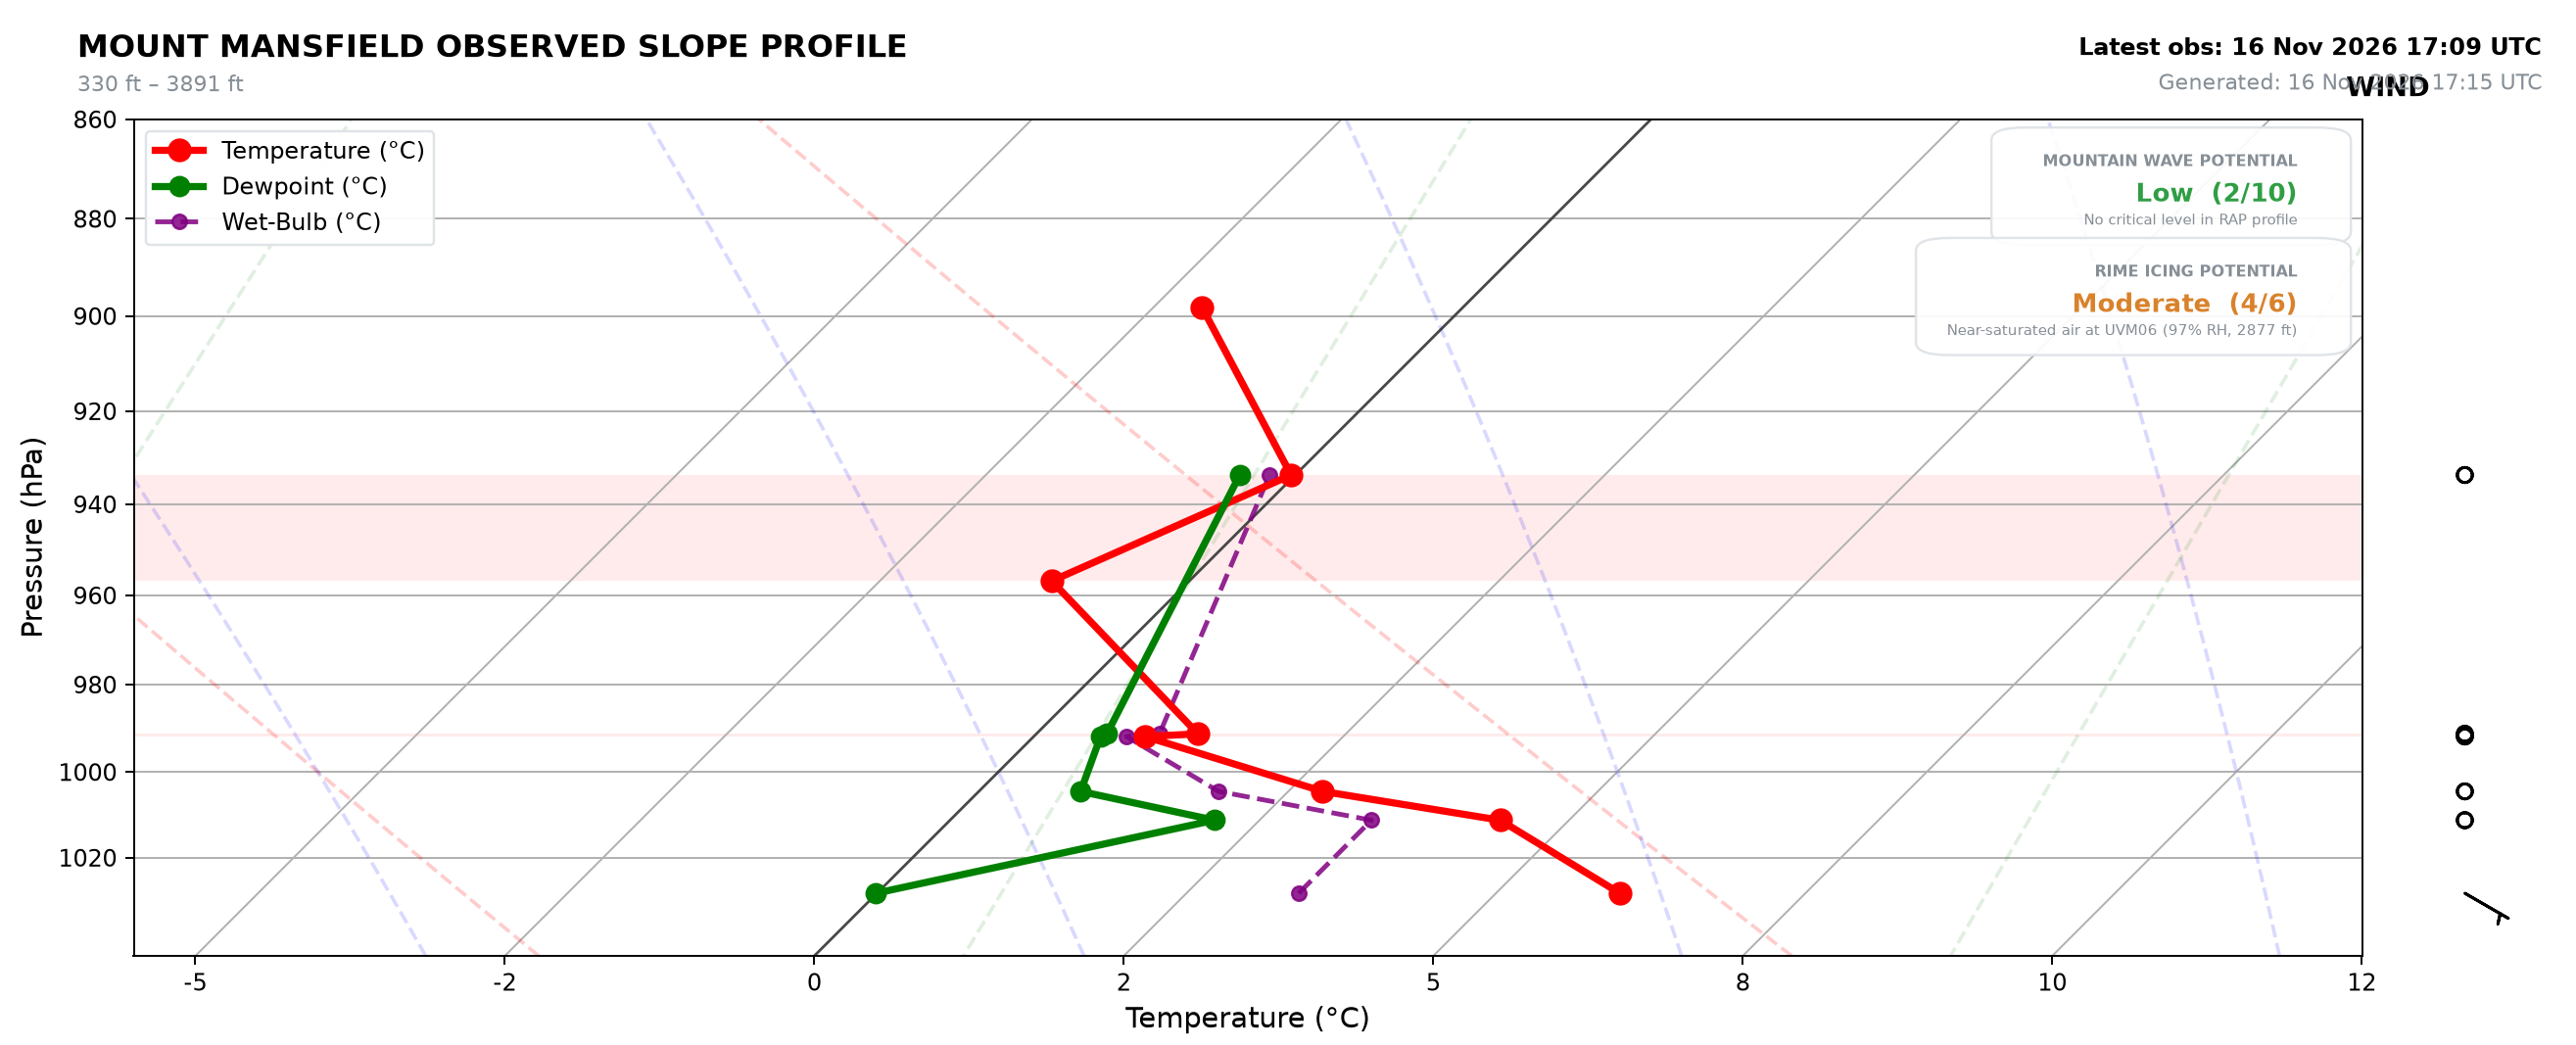 MOUNT MANSFIELD OBSERVED SLOPE PROFILE
330 ft – 3891 ft
Latest obs: 16 Nov 2026 17:09 UTC
Generated: 16 Nov 2026 17:15 UTC
WIND
Temperature (°C)
Dewpoint (°C)
Wet-Bulb (°C)
MOUNTAIN WAVE POTENTIAL
Low (2/10)
No critical level in RAP profile
RIME ICING POTENTIAL
Moderate (4/6)
Near-saturated air at UVM06 (97% RH, 2877 ft)
Pressure (hPa)
860
880
900
920
940
960
980
1000
1020
-5
-2
0
2
5
8
10
12
Temperature (°C)